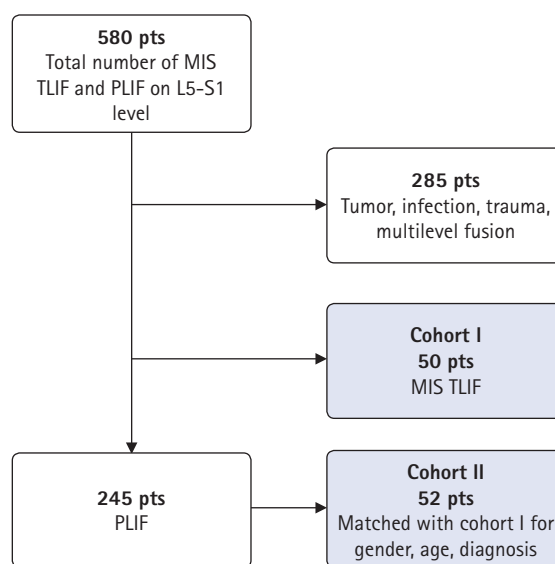 580 pts
Total number of MIS
TLIF and PLIF on L5-S1
level
285 pts
Tumor, infection, trauma,
multilevel fusion
Cohort I
50 pts
MIS TLIF
245 pts
PLIF
Cohort II
52 pts
Matched with cohort I for
gender, age, diagnosis